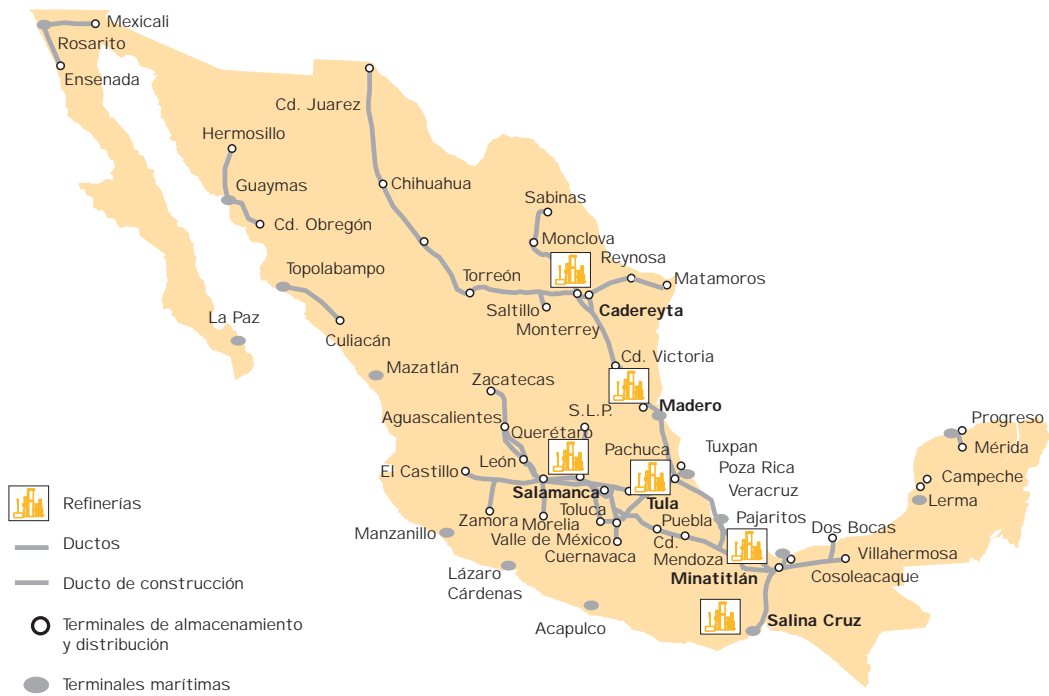 Mexicali
Rosarito
Ensenada
Cd. Juarez
Hermosillo
Chihuahua
Guaymas
Sabinas
Cd. Obregón
Monclova
Reynosa
Topolabampo
Torreón
Matamoros
Saltillo
Cadereyta
La Paz
Monterrey
Culiacán
Cd. Victoria
Mazatlán
Zacatecas
Madero
S.L.P.
Aguascalientes
Progreso
Querétaro
Pachuca
Tuxpan
Mérida
León
Poza Rica
El Castillo
Campeche
Salamanca
Veracruz
Lerma
Tula
Refinerías
Toluca
Puebla
Pajaritos
Zamora
Morelia
Dos Bocas
Manzanillo
Valle de México
Cd.
Mendoza
Ductos
Cuernavaca
Villahermosa
Minatitlán
Cosoleacaque
Lázaro
Cárdenas
Ducto de construcción
Acapulco
Salina Cruz
Terminales de almacenamiento
y distribución
Terminales marítimas